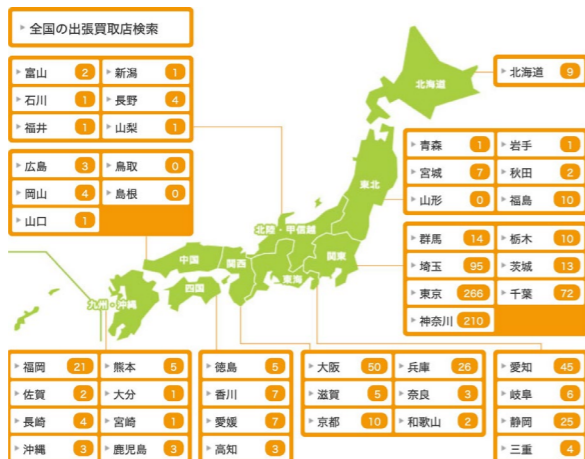 全国の出張買取店検索
富山 2 新潟 1
石川 1 長野 4
福井 1 山梨 1
広島 3 鳥取 0
岡山 4 島根 0
山口 1
北海道 9
青森 1 岩手 1
宮城 7 秋田 2
山形 0 福島 10
群馬 14 栃木 10
埼玉 95 茨城 13
東京 266 千葉 72
神奈川 210
北海道
東北
北陸・甲信越
関東
中国
関西
東海
四国
九州・沖縄
福岡 21 熊本 5
佐賀 2 大分 1
長崎 4 宮崎 1
沖縄 3 鹿児島 3
徳島 5
香川 7
愛媛 7
高知 3
大阪 50 兵庫 26
滋賀 5 奈良 3
京都 10 和歌山 2
愛知 45
岐阜 6
静岡 25
三重 4